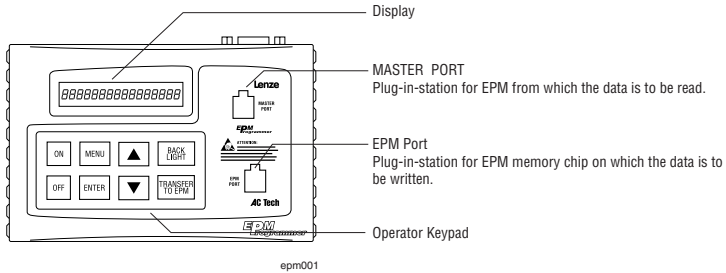 Display
MASTER PORT
Plug-in-station for EPM from which the data is to be read.
EPM Port
Plug-in-station for EPM memory chip on which the data is to
be written.
Operator Keypad
8888888888888888
Lenze
MASTER
PORT
EPM
Programmer
ATTENTION:
EPM
PORT
AC Tech
EPM
Programmer
ON
MENU
▲
BACK
LIGHT
OFF
ENTER
▼
TRANSFER
TO EPM
epm001